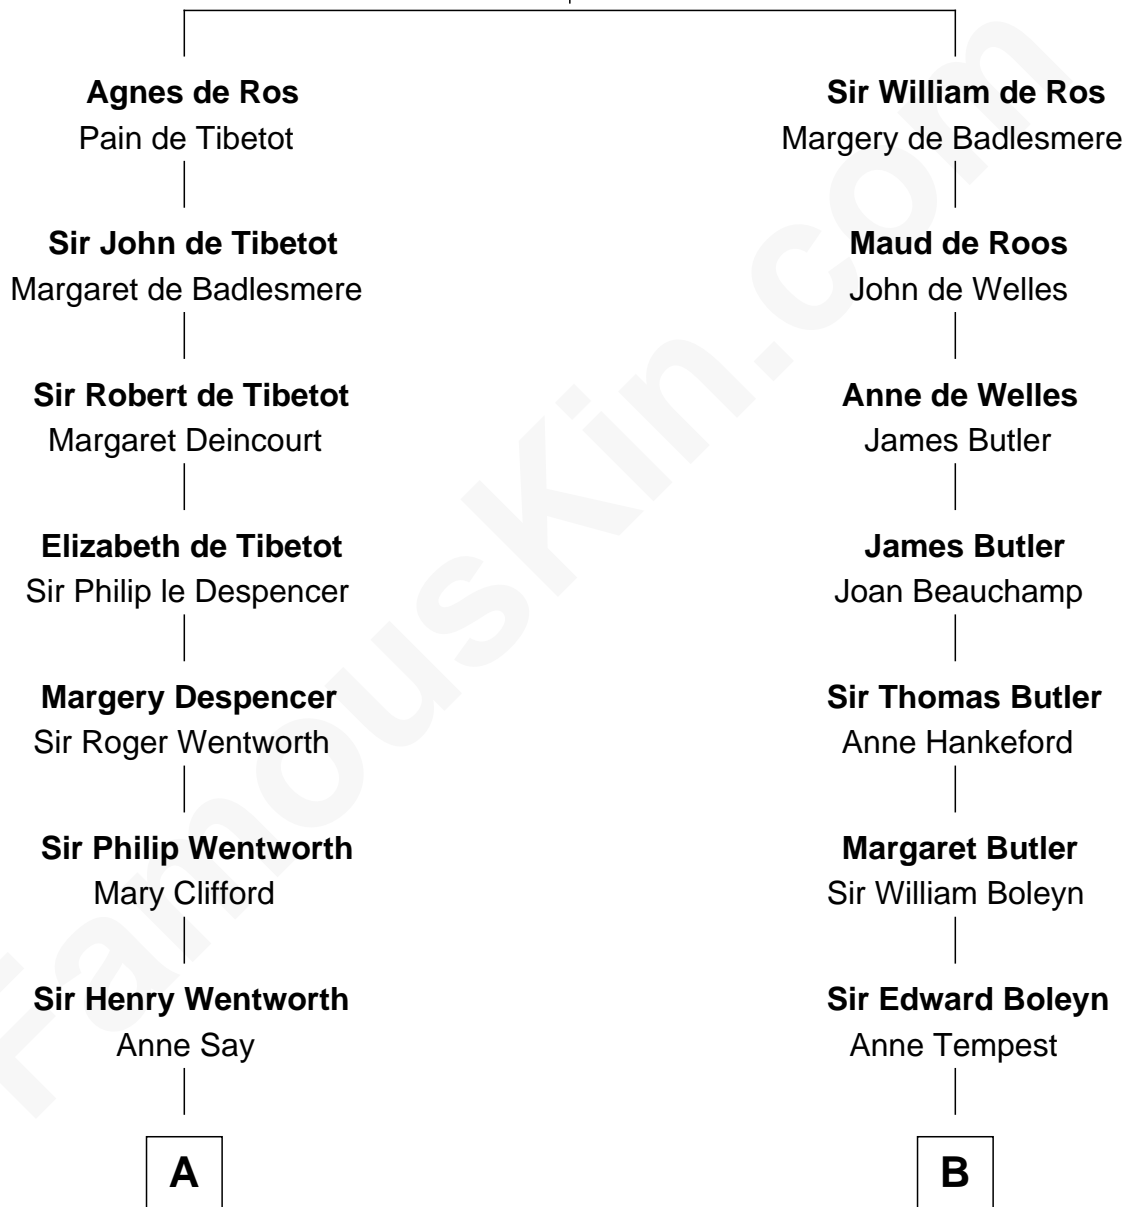 Agnes de Ros
Pain de Tibetot
Sir John de Tibetot
Margaret de Badlesmere
Sir Robert de Tibetot
Margaret Deincourt
Elizabeth de Tibetot
Sir Philip le Despencer
Margery Despencer
Sir Roger Wentworth
Sir Philip Wentworth
Mary Clifford
Sir Henry Wentworth
Anne Say
A
Sir William de Ros
Margery de Badlesmere
Maud de Roos
John de Welles
Anne de Welles
James Butler
James Butler
Joan Beauchamp
Sir Thomas Butler
Anne Hankeford
Margaret Butler
Sir William Boleyn
Sir Edward Boleyn
Anne Tempest
B
FamousKin.com